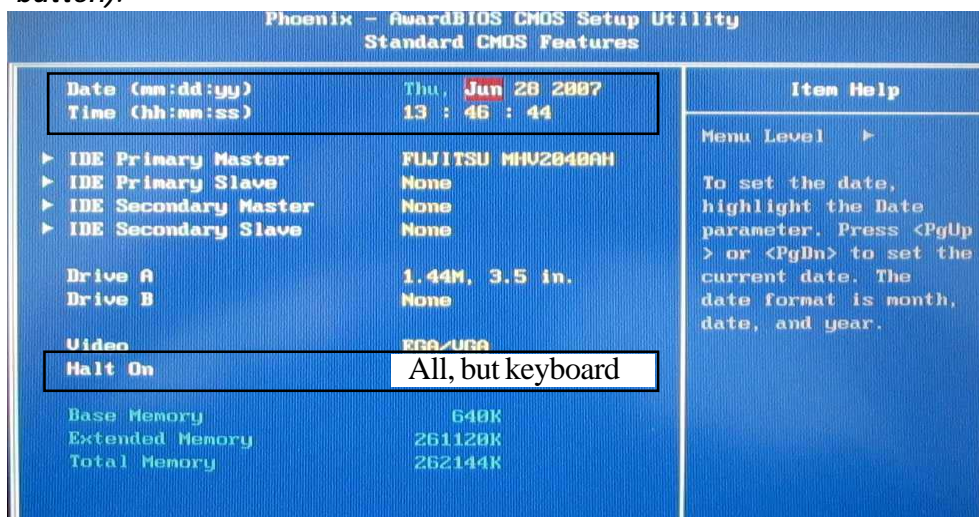 button).
Phoenix – AwardBIOS CMOS Setup Utility
Standard CMOS Features
Date (mm:dd:yy) Thu, Jun 28 2007
Time (hh:mm:ss) 13 : 46 : 44
► IDE Primary Master FUJITSU MHV2040AH
► IDE Primary Slave None
► IDE Secondary Master None
► IDE Secondary Slave None
Drive A 1.44M, 3.5 in.
Drive B None
Video EGA/VGA
Halt On All, but keyboard
Base Memory 640K
Extended Memory 261120K
Total Memory 262144K
Item Help
Menu Level ►
To set the date,
highlight the Date
parameter. Press <PgUp
> or <PgDn> to set the
current date. The
date format is month,
date, and year.